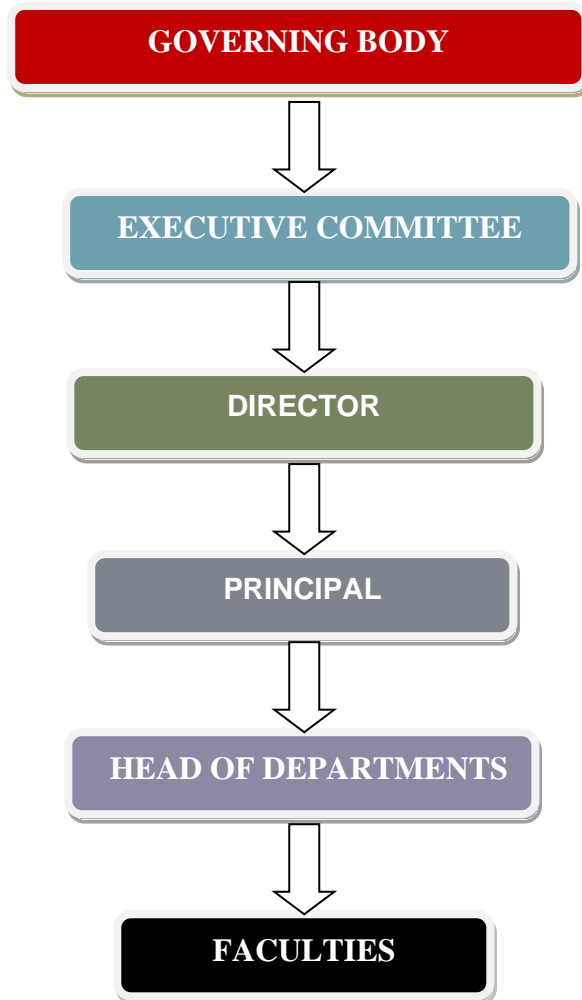 GOVERNING BODY
EXECUTIVE COMMITTEE
DIRECTOR
PRINCIPAL
HEAD OF DEPARTMENTS
FACULTIES